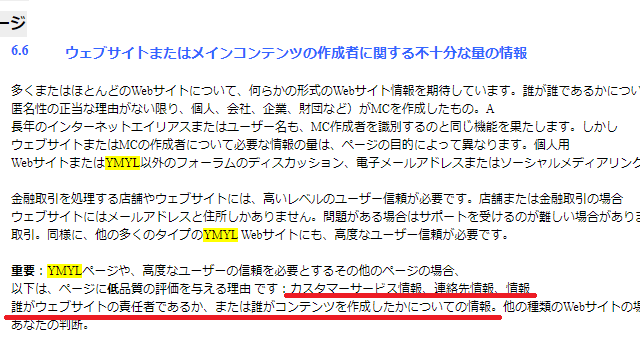 ージ
6.6 ウェブサイトまたはメインコンテンツの作成者に関する不十分な量の情報
多くまたはほとんどのWebサイトについて、何らかの形式のWebサイト情報を期待しています。誰が誰であるかについ
匿名性の正当な理由がない限り、個人、会社、企業、財団など）がMCを作成したもの。A
長年のインターネットエイリアスまたはユーザー名も、MC作成者を識別するのと同じ機能を果たします。しかし
ウェブサイトまたはMCの作成者について必要な情報の量は、ページの目的によって異なります。個人用
WebサイトまたはYMYL以外のフォーラムのディスカッション、電子メールアドレスまたはソーシャルメディアリンク
金融取引を処理する店舗やウェブサイトには、高いレベルのユーザー信頼が必要です。店舗または金融取引の場合
ウェブサイトにはメールアドレスと住所しかありません。問題がある場合はサポートを受けるのが難しい場合がありま
取引。同様に、他の多くのタイプのYMYL Webサイトにも、高度なユーザー信頼が必要です。
重要：YMYLページや、高度なユーザーの信頼を必要とするその他のページの場合、
以下は、ページに低品質の評価を与える理由 です：カスタマーサービス情報、連絡先情報、情報
誰がウェブサイトの責任者であるか、または誰がコンテンツを作成したかについての情報。他の種類のWebサイトの場
あなたの判断。